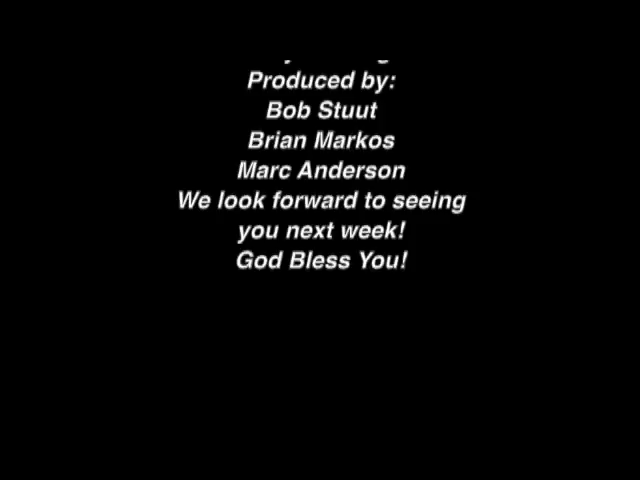 Produced by:
Bob Stuut
Brian Markos
Marc Anderson
We look forward to seeing
you next week!
God Bless You!